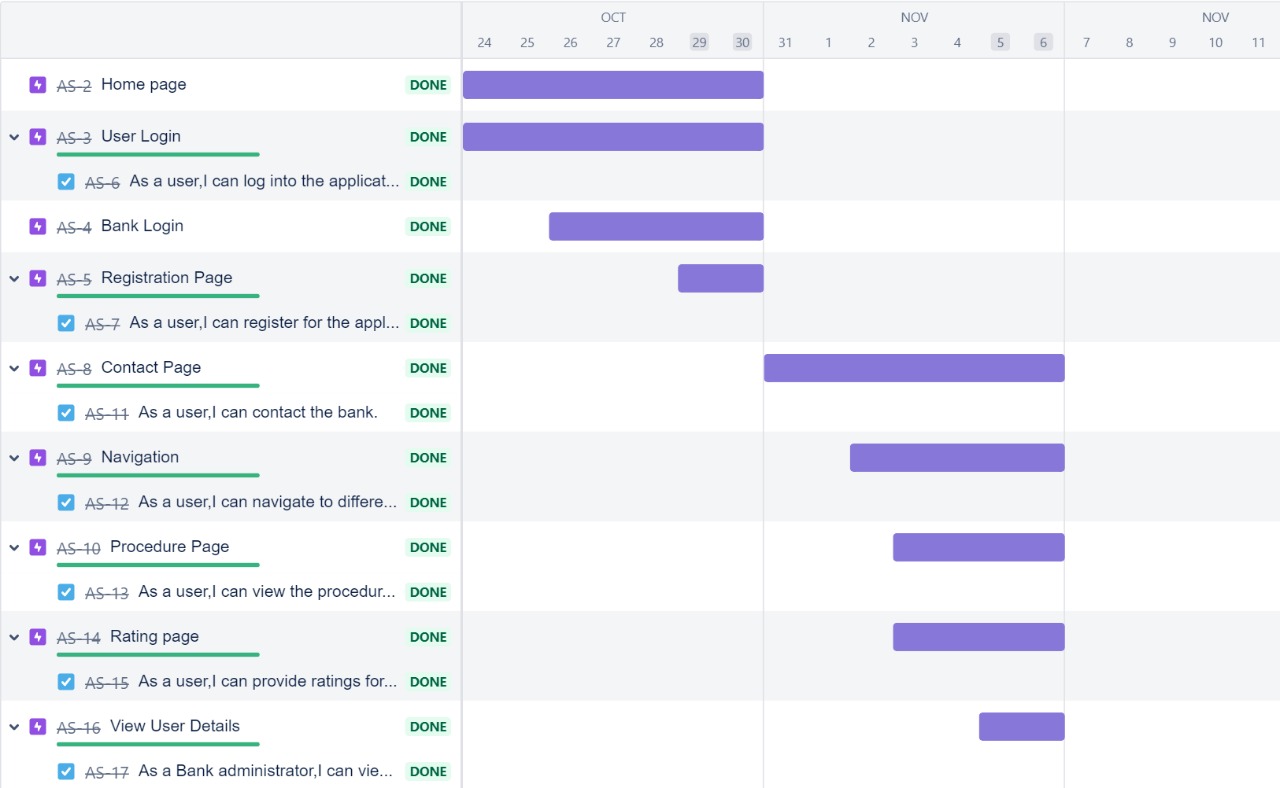 OCT NOV NOV
24 25 26 27 28 29 30 31 1 2 3 4 5 6 7 8 9 10 11
AS-2 Home page DONE
AS-3 User Login DONE
AS-6 As a user,I can log into the applicat... DONE
AS-4 Bank Login DONE
AS-5 Registration Page DONE
AS-7 As a user,I can register for the appl... DONE
AS-8 Contact Page DONE
AS-11 As a user,I can contact the bank. DONE
AS-9 Navigation DONE
AS-12 As a user,I can navigate to differe... DONE
AS-10 Procedure Page DONE
AS-13 As a user,I can view the procedur... DONE
AS-14 Rating page DONE
AS-15 As a user,I can provide ratings for... DONE
AS-16 View User Details DONE
AS-17 As a Bank administrator,I can vie... DONE